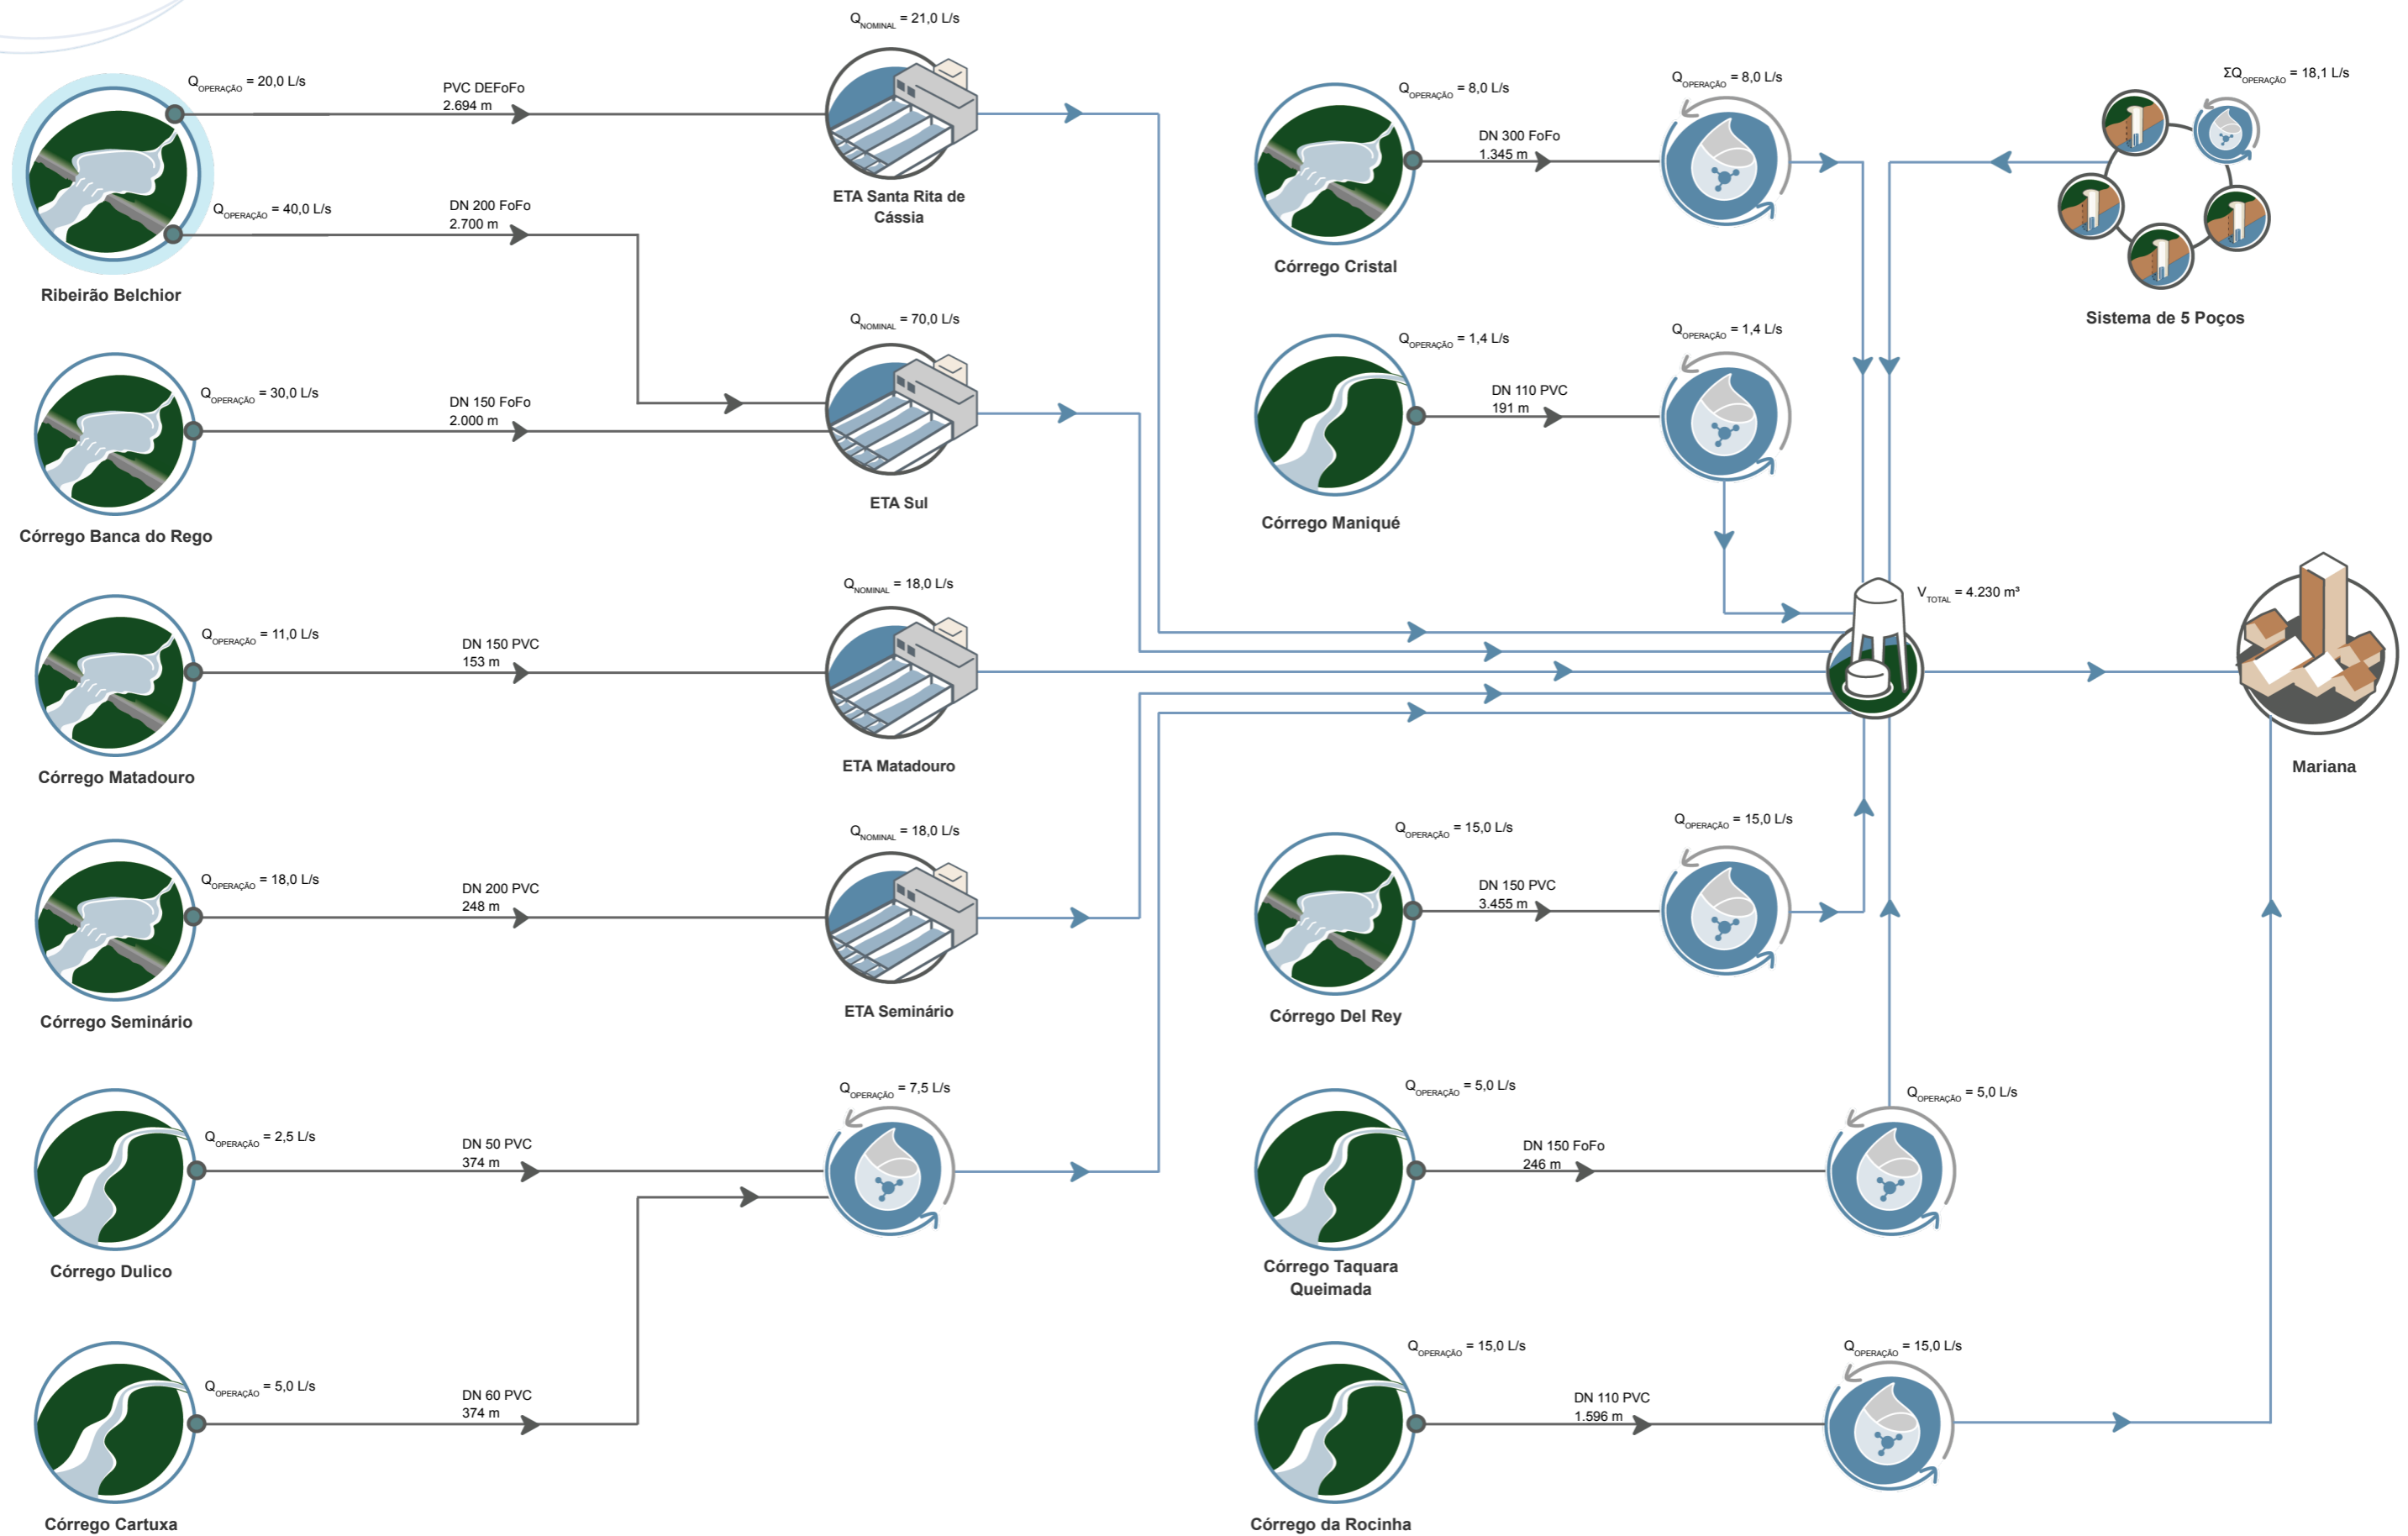 Q NOMINAL = 21,0 L/s
Q OPERAÇÃO = 20,0 L/s
PVC DEFoFo
2.694 m
ETA Santa Rita de
Cássia
Q OPERAÇÃO = 40,0 L/s
DN 200 FoFo
2.700 m
Ribeirão Belchior
Q NOMINAL = 70,0 L/s
Q OPERAÇÃO = 30,0 L/s
DN 150 FoFo
2.000 m
ETA Sul
Córrego Banca do Rego
Q NOMINAL = 18,0 L/s
Q OPERAÇÃO = 11,0 L/s
DN 150 PVC
153 m
ETA Matadouro
Córrego Matadouro
Q NOMINAL = 18,0 L/s
Q OPERAÇÃO = 18,0 L/s
DN 200 PVC
248 m
ETA Seminário
Córrego Seminário
Q OPERAÇÃO = 7,5 L/s
Q OPERAÇÃO = 2,5 L/s
DN 50 PVC
374 m
Córrego Dulico
Q OPERAÇÃO = 5,0 L/s
DN 60 PVC
374 m
Córrego Cartuxa
Q OPERAÇÃO = 8,0 L/s
Q OPERAÇÃO = 8,0 L/s
DN 300 FoFo
1.345 m
Córrego Cristal
ΣQ OPERAÇÃO = 18,1 L/s
Sistema de 5 Poços
Q OPERAÇÃO = 1,4 L/s
Q OPERAÇÃO = 1,4 L/s
DN 110 PVC
191 m
Córrego Maniqué
V TOTAL = 4.230 m³
Mariana
Q OPERAÇÃO = 15,0 L/s
Q OPERAÇÃO = 15,0 L/s
DN 150 PVC
3.455 m
Córrego Del Rey
Q OPERAÇÃO = 5,0 L/s
Q OPERAÇÃO = 5,0 L/s
DN 150 FoFo
246 m
Córrego Taquara
Queimada
Q OPERAÇÃO = 15,0 L/s
Q OPERAÇÃO = 15,0 L/s
DN 110 PVC
1.596 m
Córrego da Rocinha